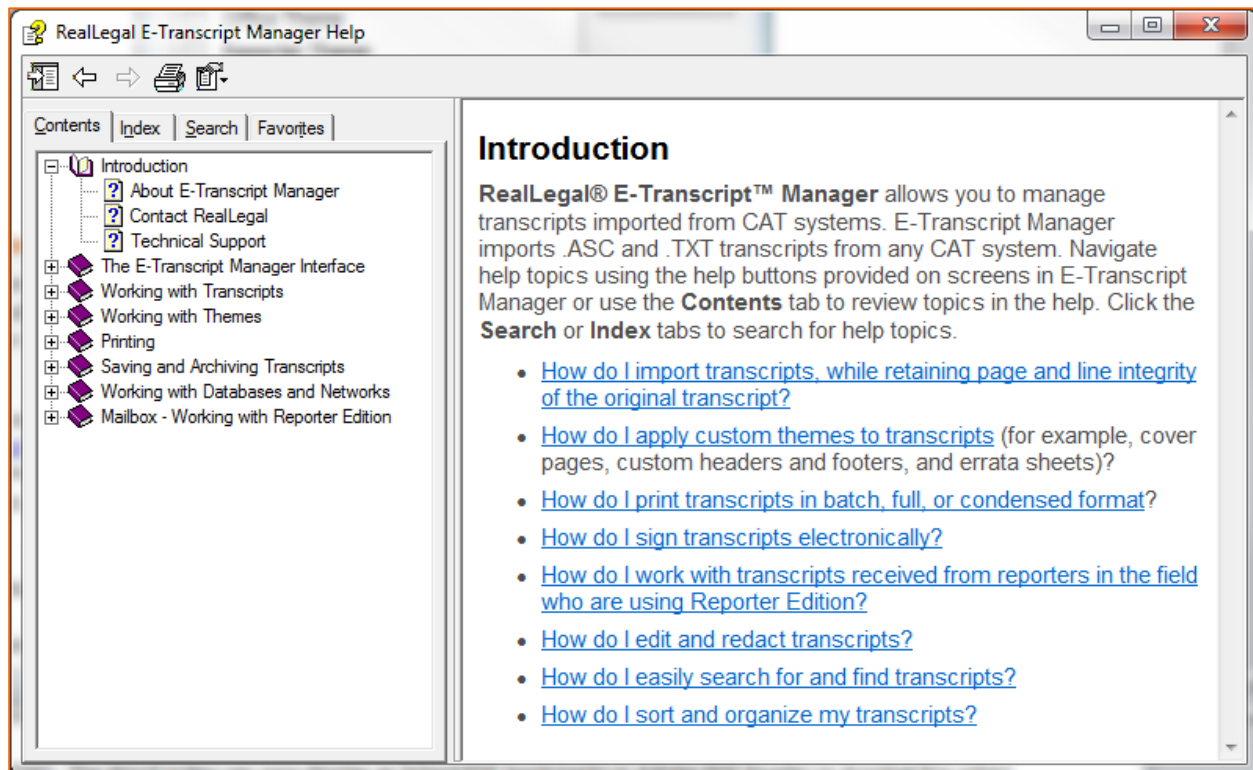 RealLegal E-Transcript Manager Help
Contents Index Search Favorites
Introduction
About E-Transcript Manager
Contact RealLegal
Technical Support
The E-Transcript Manager Interface
Working with Transcripts
Working with Themes
Printing
Saving and Archiving Transcripts
Working with Databases and Networks
Mailbox - Working with Reporter Edition
Introduction
RealLegal® E-Transcript™ Manager allows you to manage
transcripts imported from CAT systems. E-Transcript Manager
imports .ASC and .TXT transcripts from any CAT system. Navigate
help topics using the help buttons provided on screens in E-Transcript
Manager or use the Contents tab to review topics in the help. Click the
Search or Index tabs to search for help topics.
• How do I import transcripts, while retaining page and line integrity
of the original transcript?
• How do I apply custom themes to transcripts (for example, cover
pages, custom headers and footers, and errata sheets)?
• How do I print transcripts in batch, full, or condensed format?
• How do I sign transcripts electronically?
• How do I work with transcripts received from reporters in the field
who are using Reporter Edition?
• How do I edit and redact transcripts?
• How do I easily search for and find transcripts?
• How do I sort and organize my transcripts?